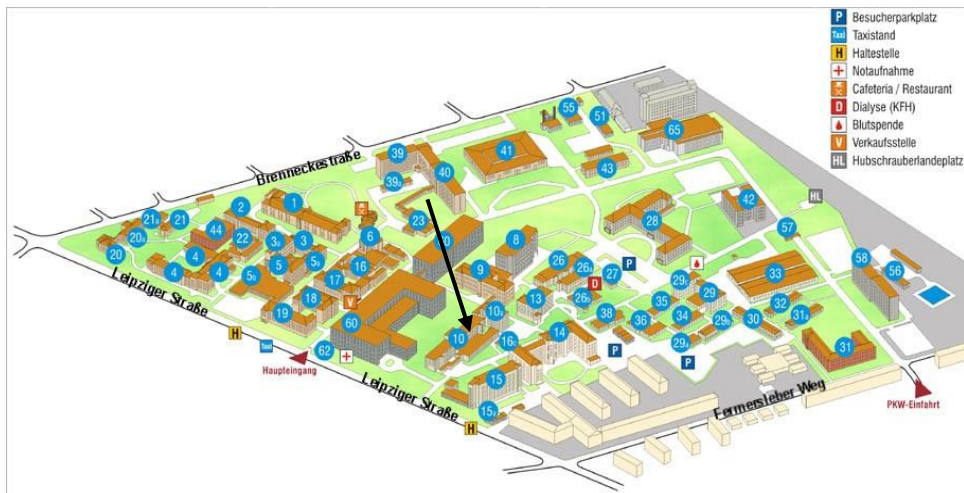 P Besucherparkplatz
Taxi Taxistand
H Haltestelle
Notaufnahme
Cafeteria / Restaurant
D Dialyse (KFH)
Blutspende
V Verkaufsstelle
HL Hubschrauberlandeplatz
55
51
65
Brenneckestraße
39
41
40
39a
43
HL
1
42
2
23
28
21a
21
44
6
57
20a
22
3a
3
8
20
4
5
5a
16
9
26
26a
P
58
56
4
4
5b
17
27
29c
33
D
Leipziger Straße
18
V
13
26b
35
29
19
60
10a
38
34
32
36
29b
30
31a
10
16c
14
29a
31
H
Taxi
62
P
P
Haupteingang
15
Leipziger Straße
Fermersleber Weg
PKW-Einfahrt
15a
H